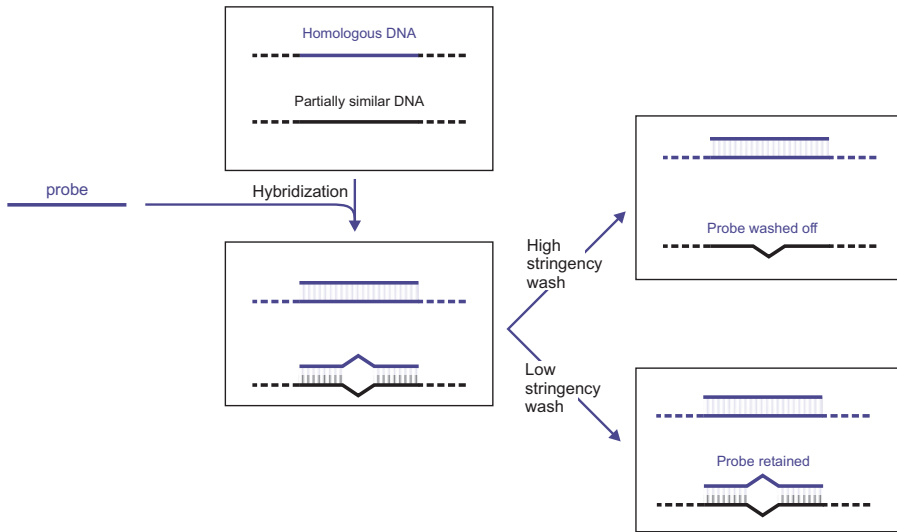 Homologous DNA
Partially similar DNA
probe
Hybridization
High
stringency
wash
Probe washed off
Low
stringency
wash
Probe retained